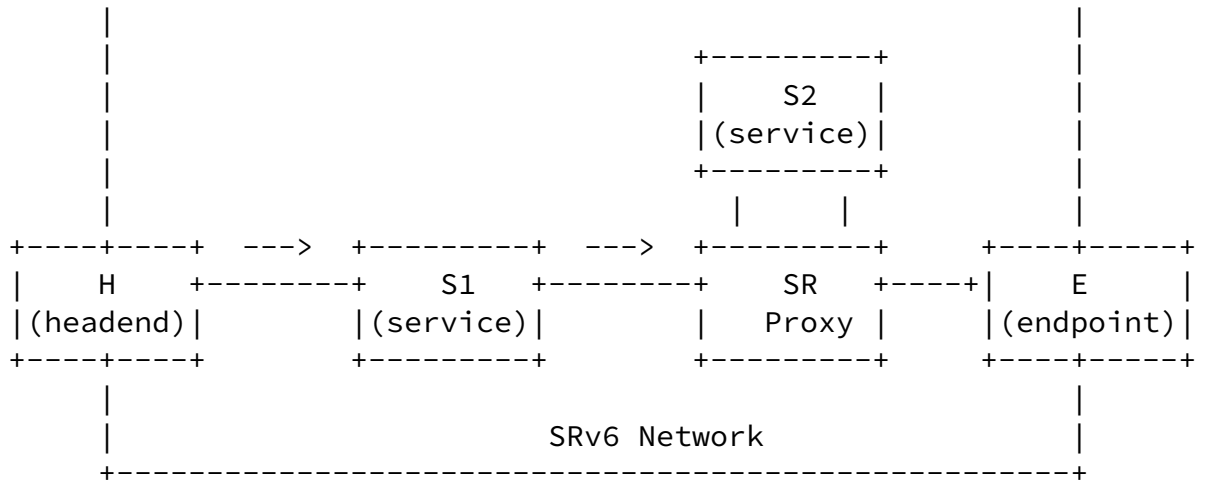 S2
(service)
---> --->
H S1 SR E
(headend) (service) Proxy (endpoint)
SRv6 Network